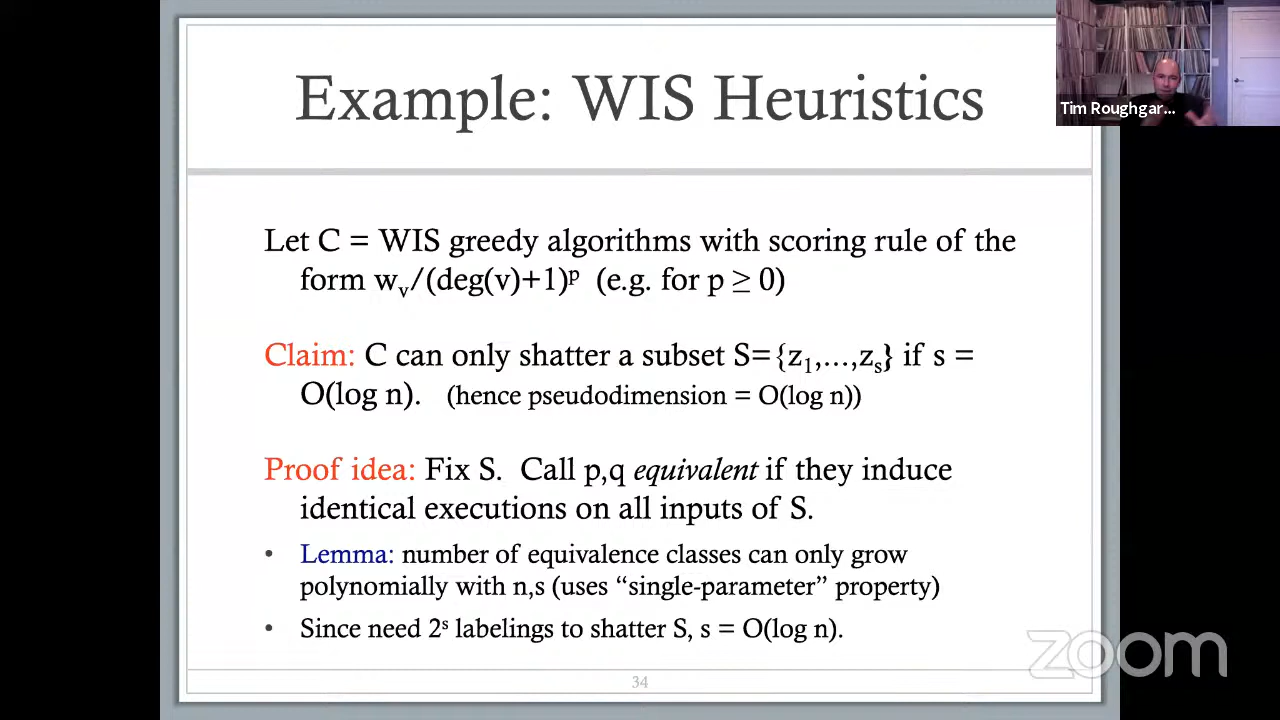 Example: WIS Heuristics
Tim Roughgar...
Let C = WIS greedy algorithms with scoring rule of the
form wᵥ/(deg(v)+1)ᵖ (e.g. for p ≥ 0)
Claim: C can only shatter a subset S={z₁,...,zₛ} if s =
O(log n). (hence pseudodimension = O(log n))
Proof idea: Fix S. Call p,q equivalent if they induce
identical executions on all inputs of S.
• Lemma: number of equivalence classes can only grow
polynomially with n,s (uses “single-parameter” property)
• Since need 2ˢ labelings to shatter S, s = O(log n).
zoom
34